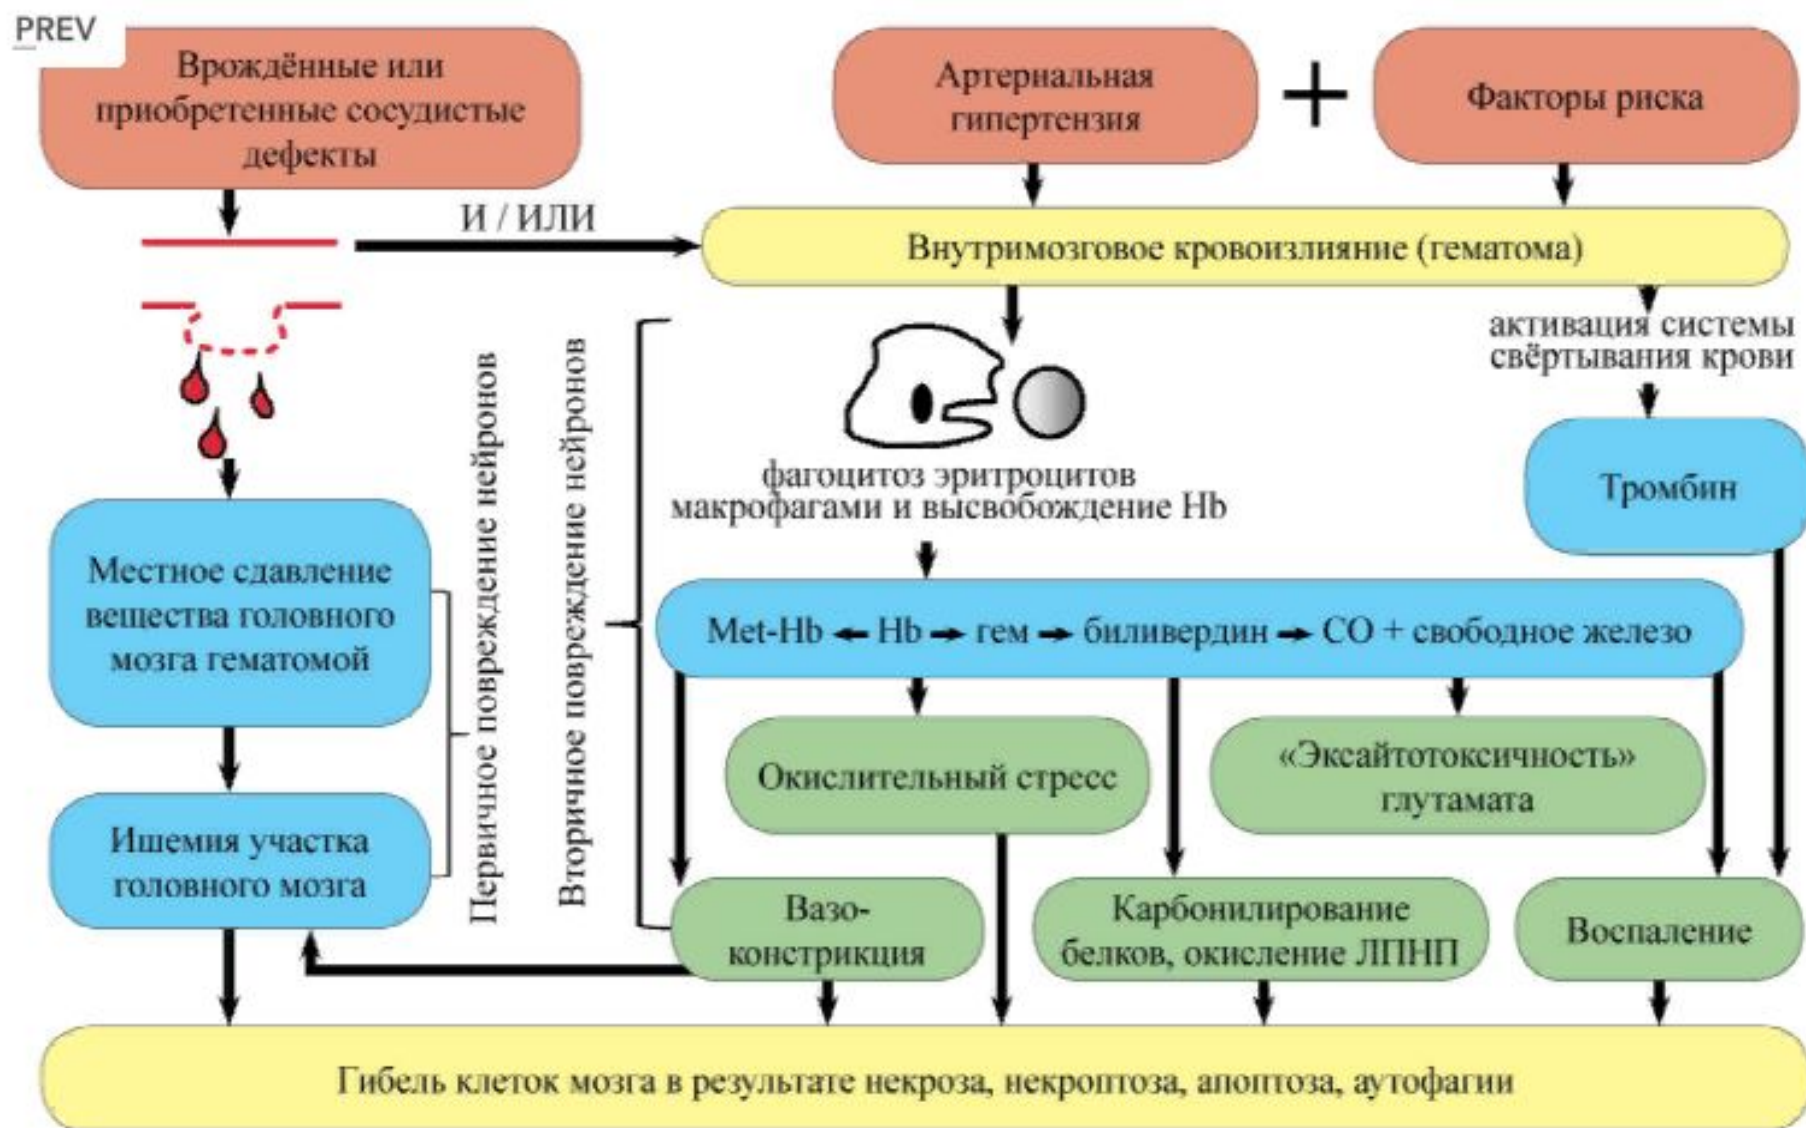 PREV
Врождённые или
приобретенные сосудистые
дефекты
Артериальная
гипертензия
+
Факторы риска
И / ИЛИ
Внутримозговое кровоизлияние (гематома)
активация системы
свёртывания крови
Тромбин
фагоцитоз эритроцитов
макрофагами и высвобождение Hb
Первичное повреждение нейронов
Вторичное повреждение нейронов
Местное сдавление
вещества головного
мозга гематомой
Met-Hb ← Hb → гем → биливердин → CO + свободное железо
Окислительный стресс
«Эксайтотоксичность»
глутамата
Ишемия участка
головного мозга
Вазо-
констрикция
Карбонилирование
белков, окисление ЛПНП
Воспаление
Гибель клеток мозга в результате некроза, некроптоза, апоптоза, аутофагии